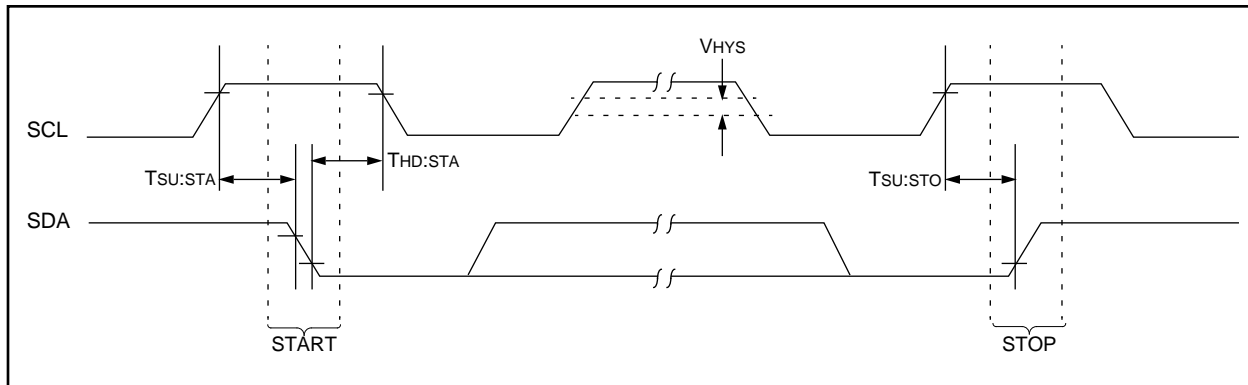 VHYS
SCL
THD:STA
TSU:STA
TSU:STO
SDA
START
STOP